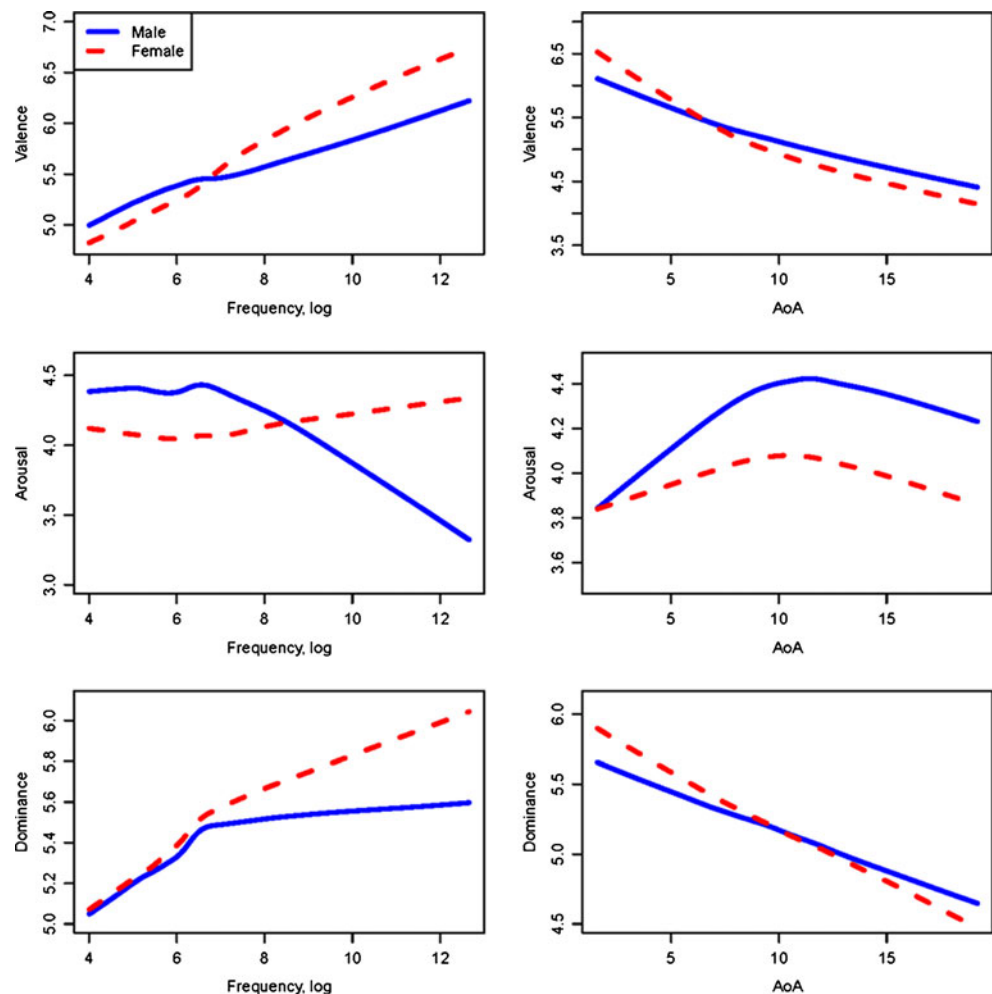 Male
Female
Valence
5.0 5.5 6.0 6.5 7.0
4 6 8 10 12
Frequency, log
Valence
3.5 4.5 5.5 6.5
5 10 15
AoA
Arousal
3.0 3.5 4.0 4.5
4 6 8 10 12
Frequency, log
Arousal
3.6 3.8 4.0 4.2 4.4
5 10 15
AoA
Dominance
5.0 5.2 5.4 5.6 5.8 6.0
4 6 8 10 12
Frequency, log
Dominance
4.5 5.0 5.5 6.0
5 10 15
AoA